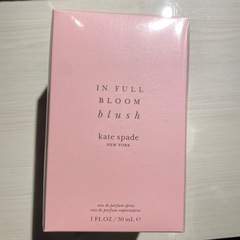 IN FULL
BLOOM
blush
kate spade
NEW YORK
eau de parfum spray
eau de parfum vaporisateur
1 FL OZ / 30 mL ℮